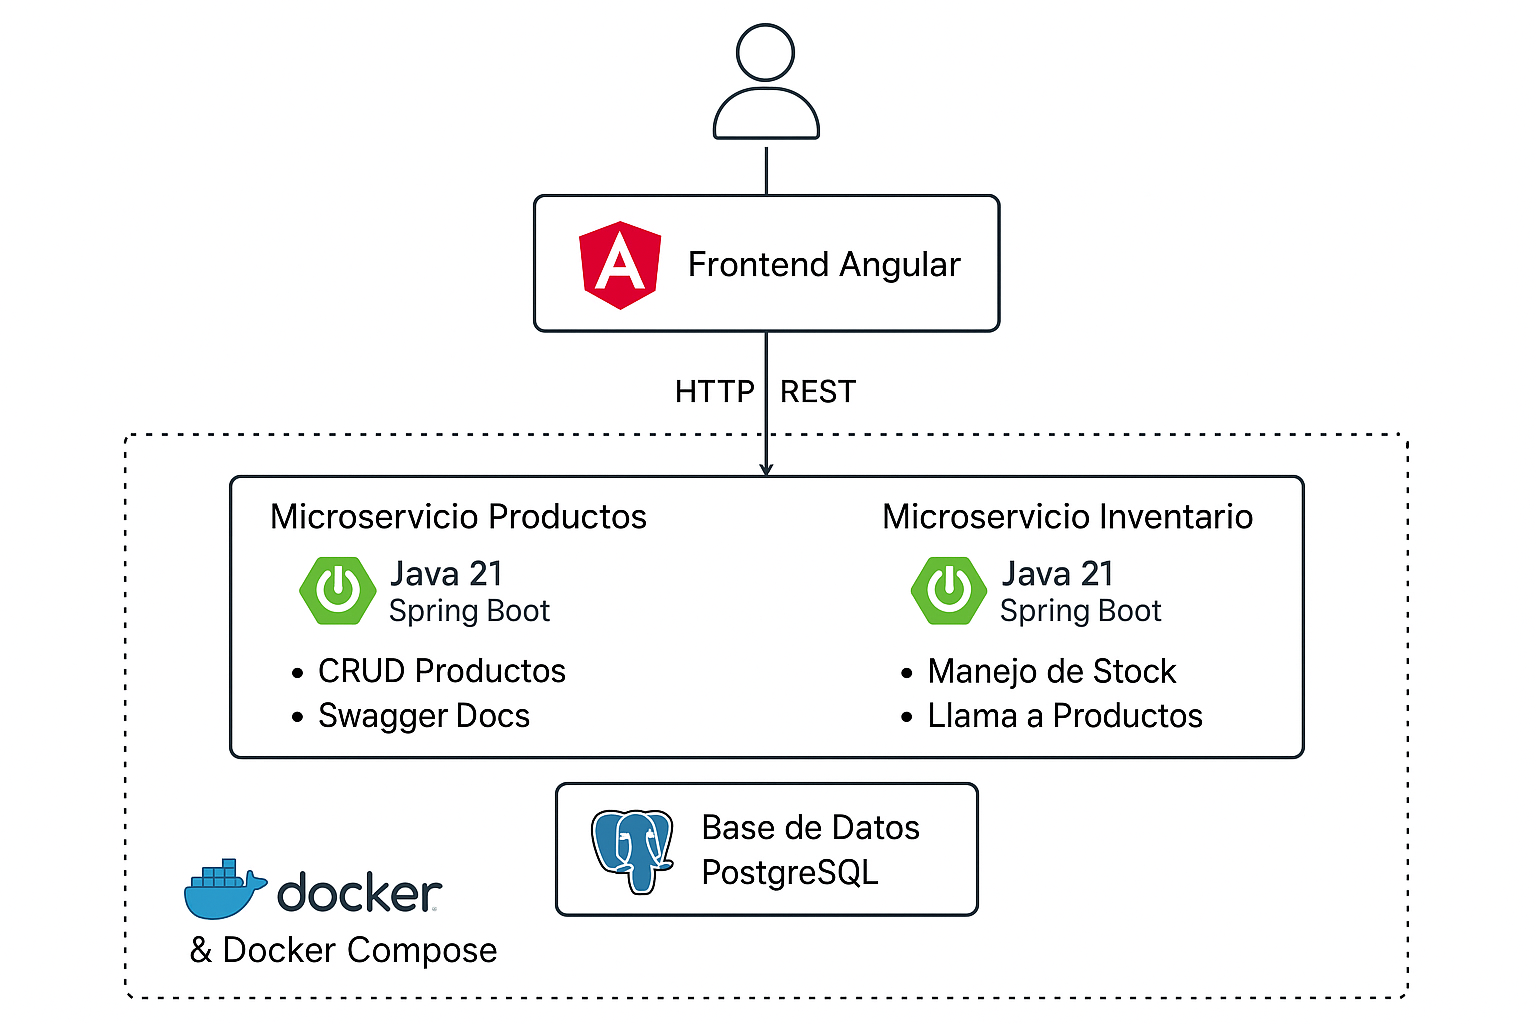 Frontend Angular
HTTP REST
Microservicio Productos
Java 21
Spring Boot
• CRUD Productos
• Swagger Docs
Microservicio Inventario
Java 21
Spring Boot
• Manejo de Stock
• Llama a Productos
Base de Datos
PostgreSQL
docker
& Docker Compose